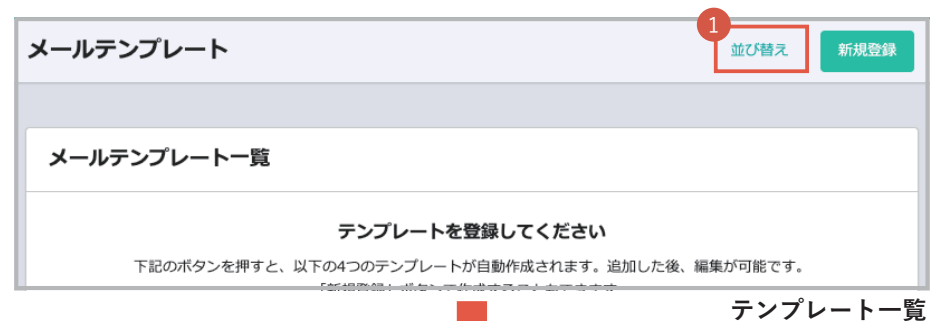 メールテンプレート
1
並び替え
新規登録
メールテンプレート一覧
テンプレートを登録してください
下記のボタンを押すと、以下の4つのテンプレートが自動作成されます。追加した後、編集が可能です。
テンプレート一覧